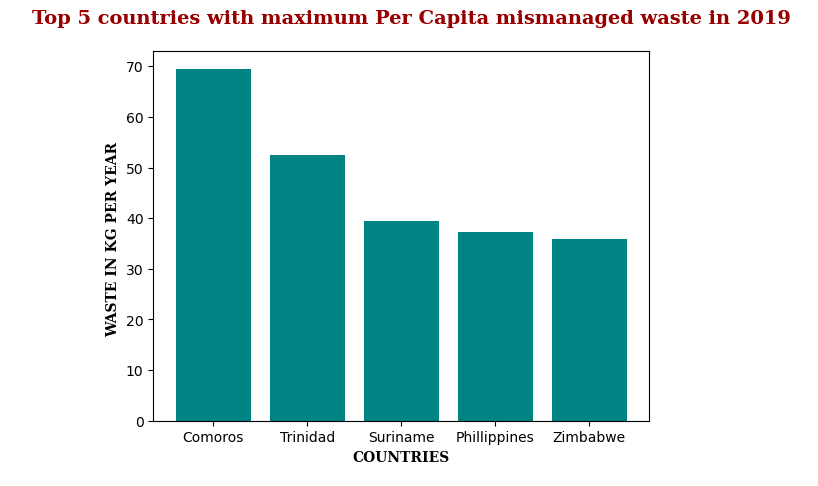 Top 5 countries with maximum Per Capita mismanaged waste in 2019
70
60
50
40
30
20
10
0
WASTE IN KG PER YEAR
Comoros Trinidad Suriname Phillippines Zimbabwe
COUNTRIES